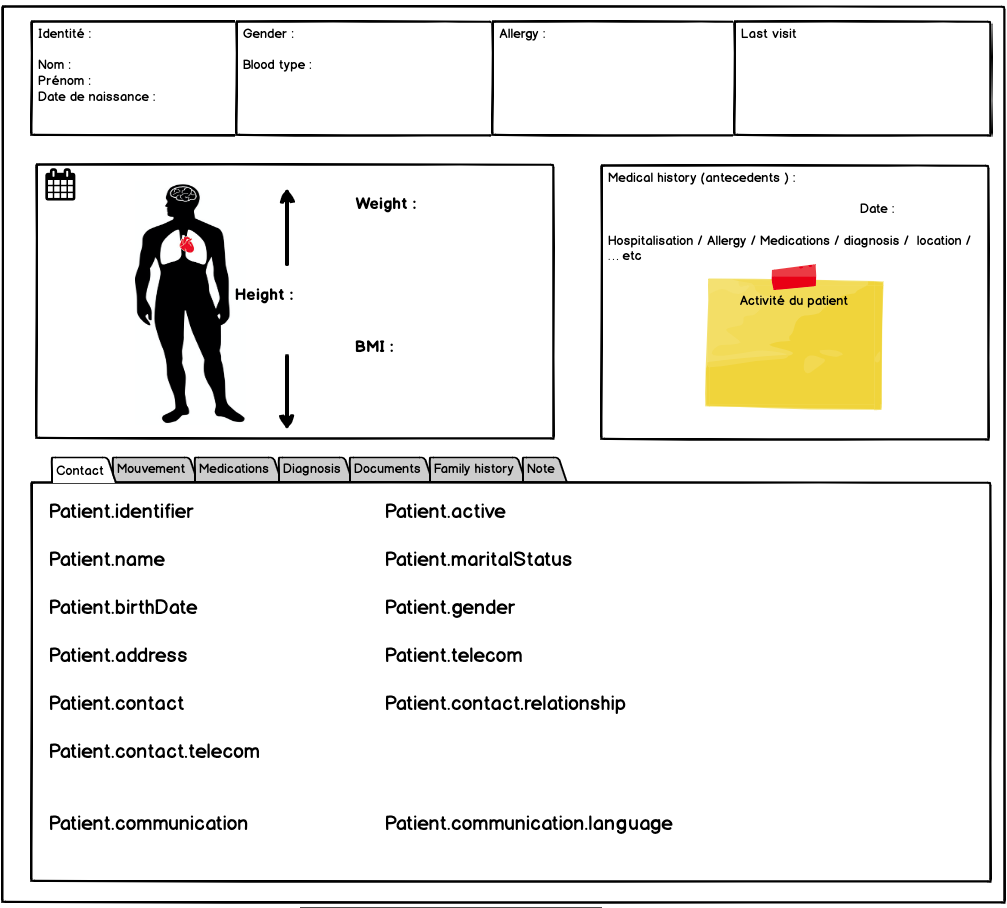 Identité :
Nom :
Prénom :
Date de naissance :
Gender :
Blood type :
Allergy :
Last visit
Weight :
Height :
BMI :
Medical history (antecedents ) :
Date :
Hospitalisation / Allergy / Medications / diagnosis / location /
... etc
Activité du patient
Contact
Mouvement
Medications
Diagnosis
Documents
Family history
Note
Patient.identifier
Patient.active
Patient.name
Patient.maritalStatus
Patient.birthDate
Patient.gender
Patient.address
Patient.telecom
Patient.contact
Patient.contact.relationship
Patient.contact.telecom
Patient.communication
Patient.communication.language